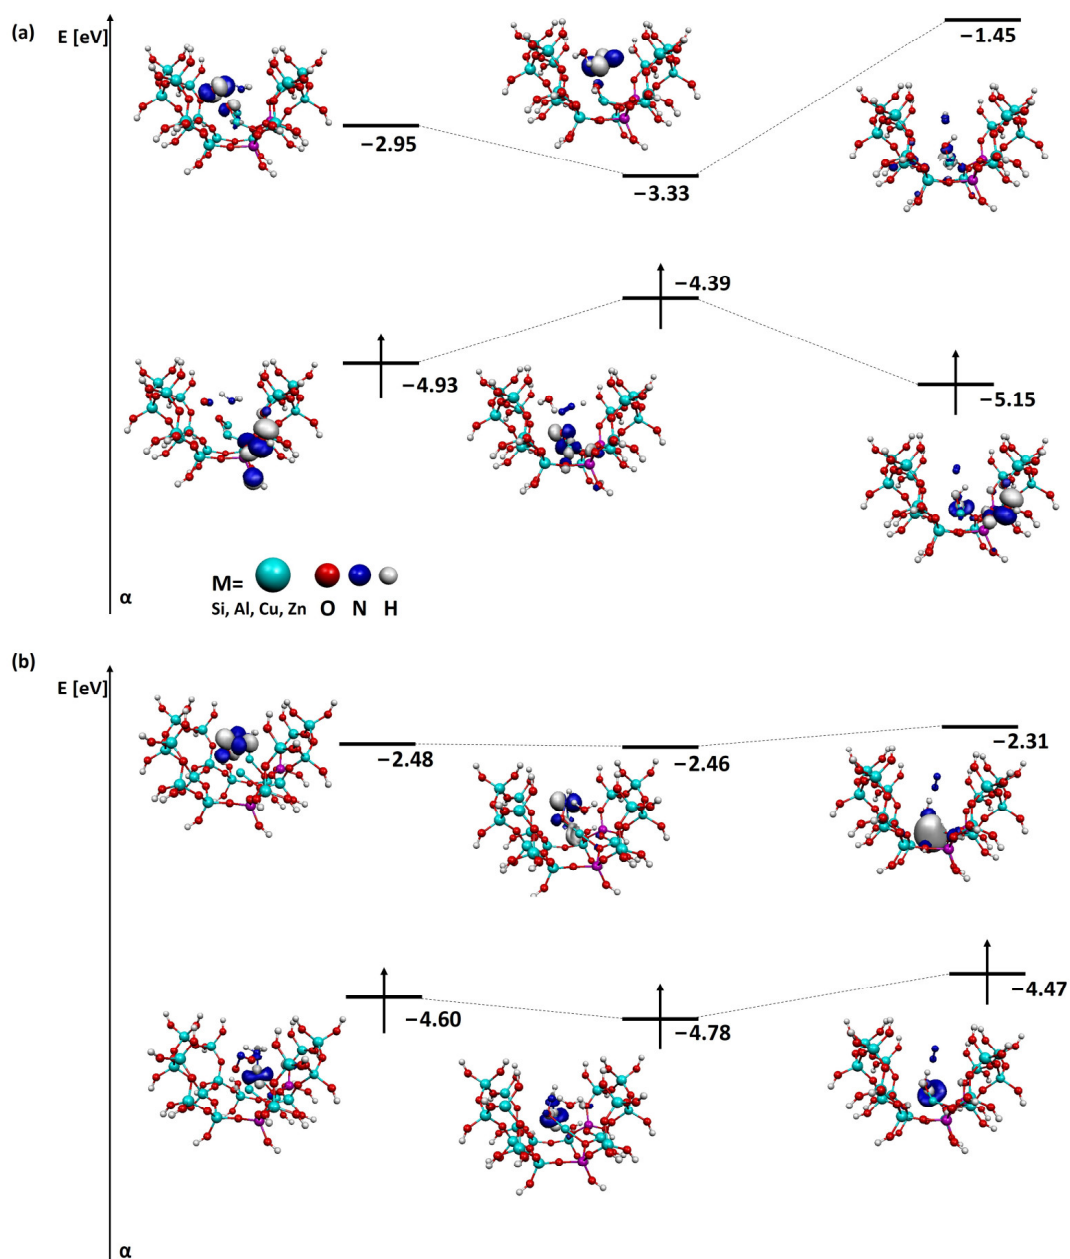 (a)
E [eV]
−1.45
−2.95
−3.33
−4.39
−4.93
−5.15
M=
Si, Al, Cu, Zn O N H
α
(b)
E [eV]
−2.48
−2.46
−2.31
−4.60
−4.78
−4.47
α